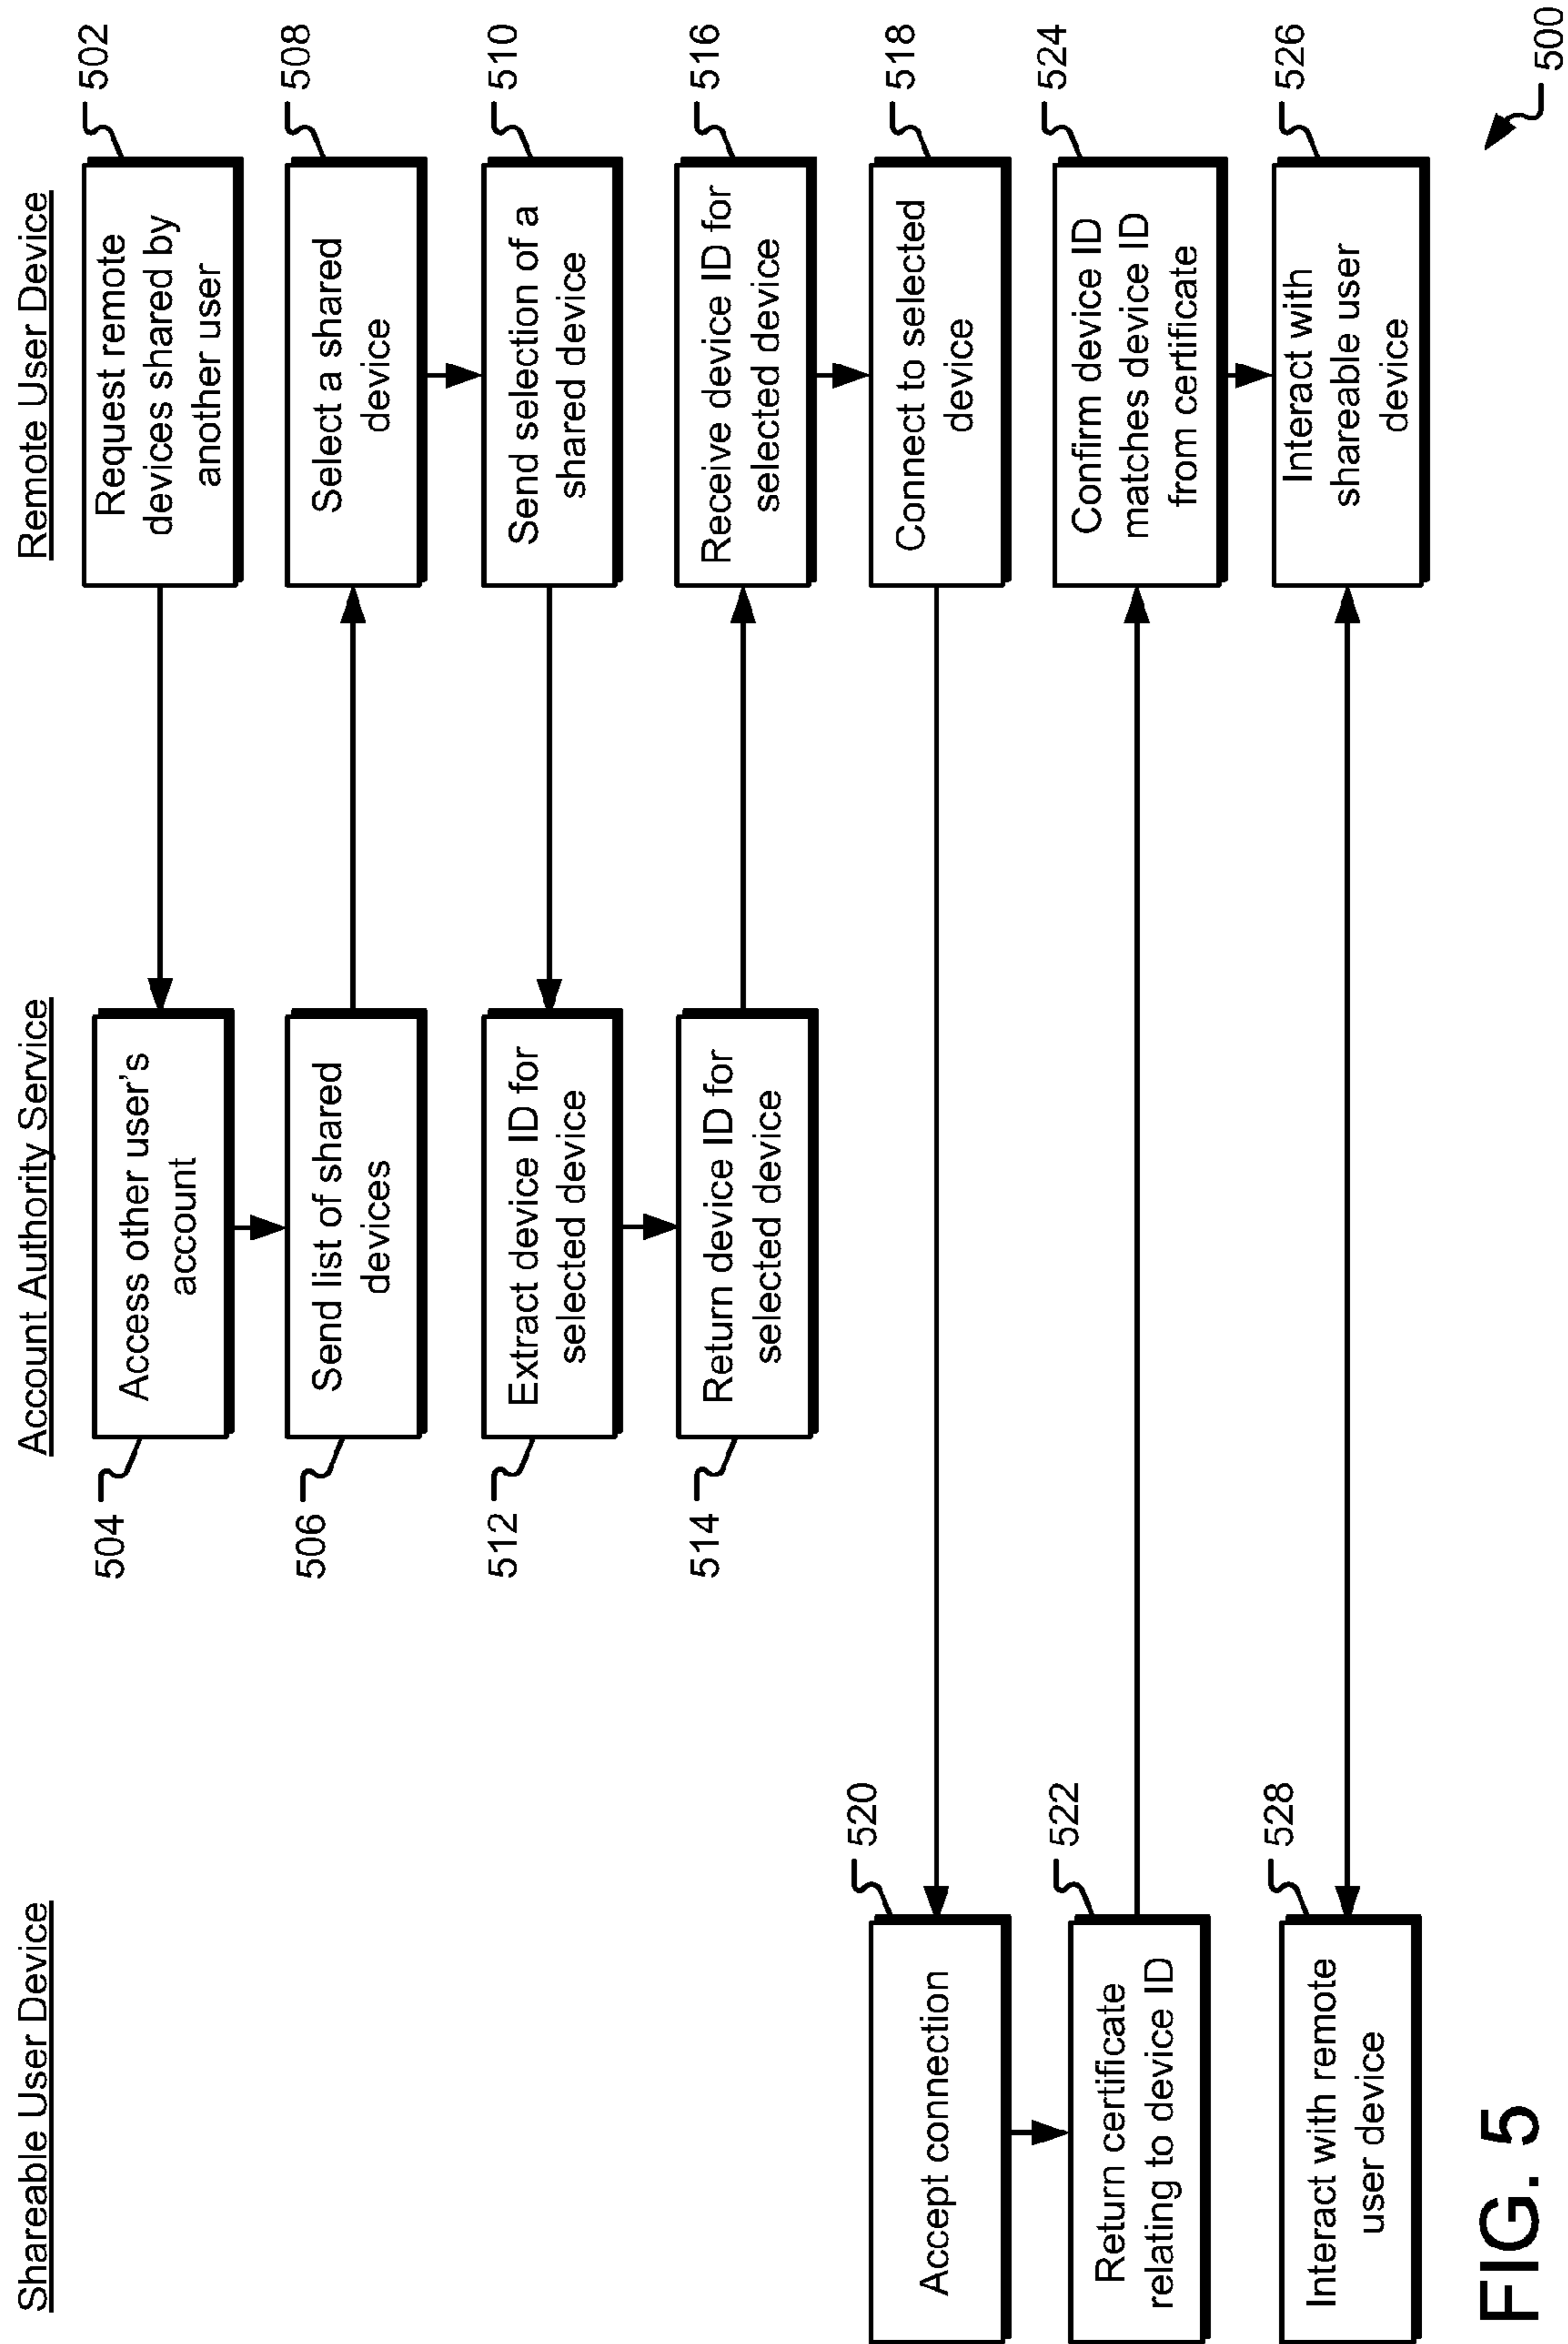 Shareable User Device
Account Authority Service
Remote User Device
Request remote
devices shared by
another user
502
504
Access other user's
account
506
Send list of shared
devices
Select a shared
device
508
Send selection of a
shared device
510
512
Extract device ID for
selected device
514
Return device ID for
selected device
Receive device ID for
selected device
516
Connect to selected
device
518
Accept connection
520
Return certificate
relating to device ID
522
Confirm device ID
matches device ID
from certificate
524
Interact with
shareable user
device
526
Interact with remote
user device
528
500
FIG. 5